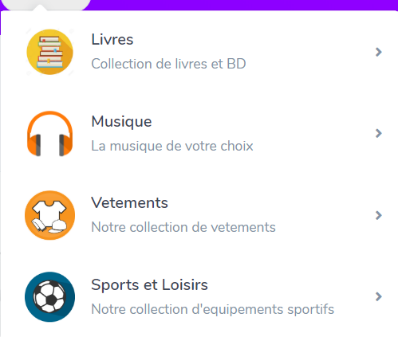 Livres
Collection de livres et BD
Musique
La musique de votre choix
Vetements
Notre collection de vetements
Sports et Loisirs
Notre collection d'equipements sportifs